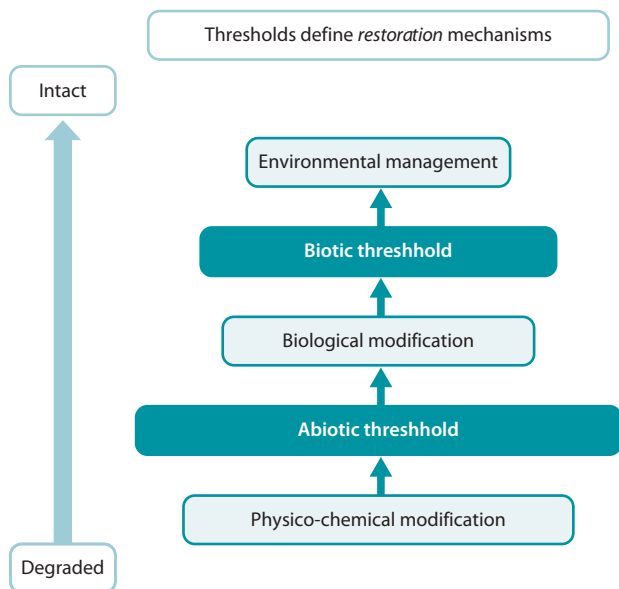 Thresholds define restoration mechanisms
Intact
Environmental management
Biotic threshhold
Biological modification
Abiotic threshhold
Physico-chemical modification
Degraded